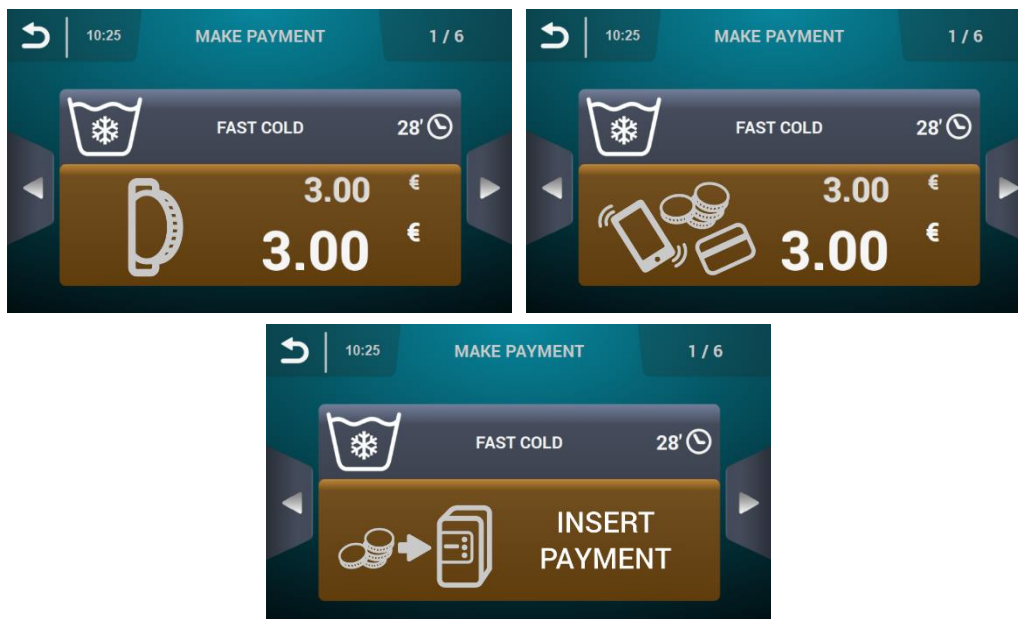 10:25 MAKE PAYMENT 1 / 6
FAST COLD 28'
3.00 €
3.00 €
10:25 MAKE PAYMENT 1 / 6
FAST COLD 28'
3.00 €
3.00 €
10:25 MAKE PAYMENT 1 / 6
FAST COLD 28'
INSERT
PAYMENT